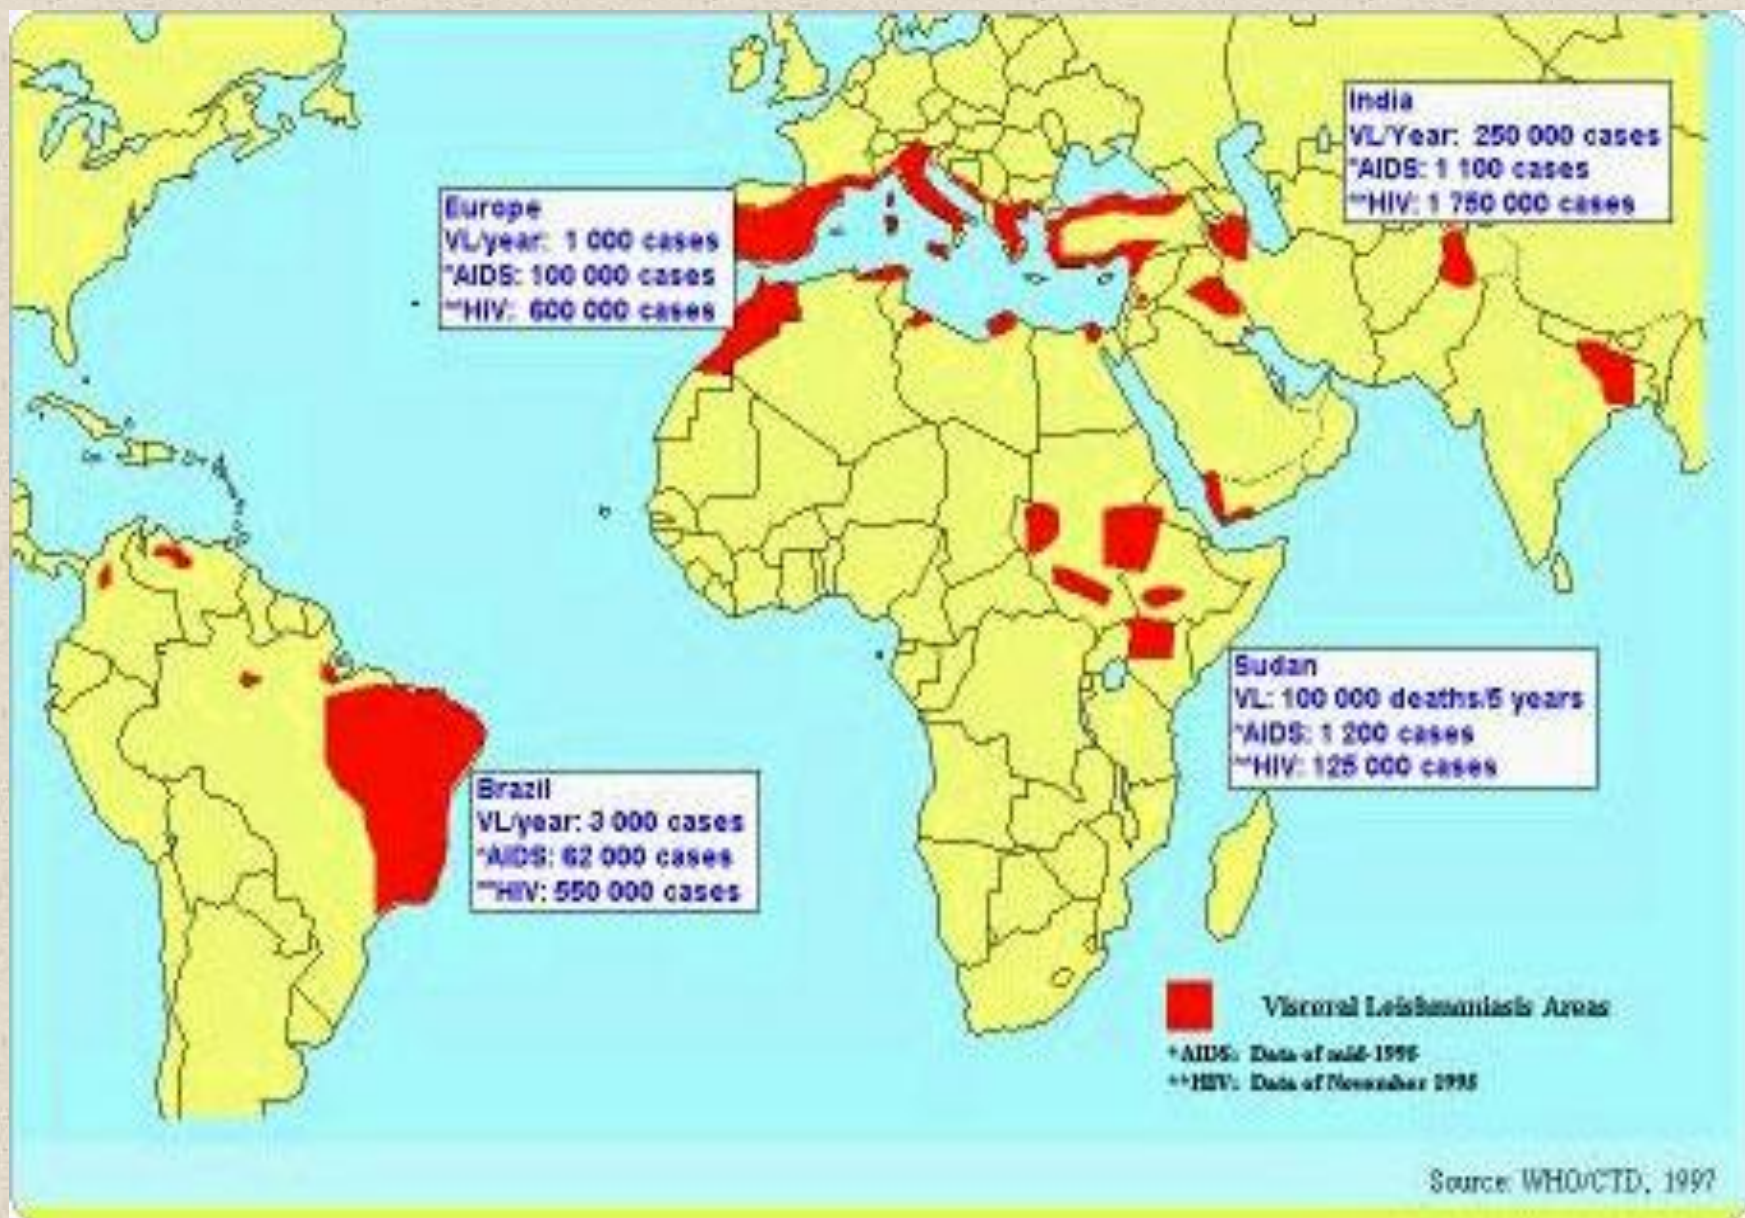 India
VL/Year: 250 000 cases
*AIDS: 1 100 cases
**HIV: 1 750 000 cases
Europe
VL/year: 1 000 cases
*AIDS: 100 000 cases
**HIV: 600 000 cases
Sudan
VL: 100 000 deaths/5 years
*AIDS: 1 200 cases
**HIV: 125 000 cases
Brazil
VL/year: 3 000 cases
*AIDS: 62 000 cases
**HIV: 550 000 cases
Visceral Leishmaniasis Areas
*AIDS: Data of mid-1995
**HIV: Data of November 1995
Source: WHO/CTD, 1997